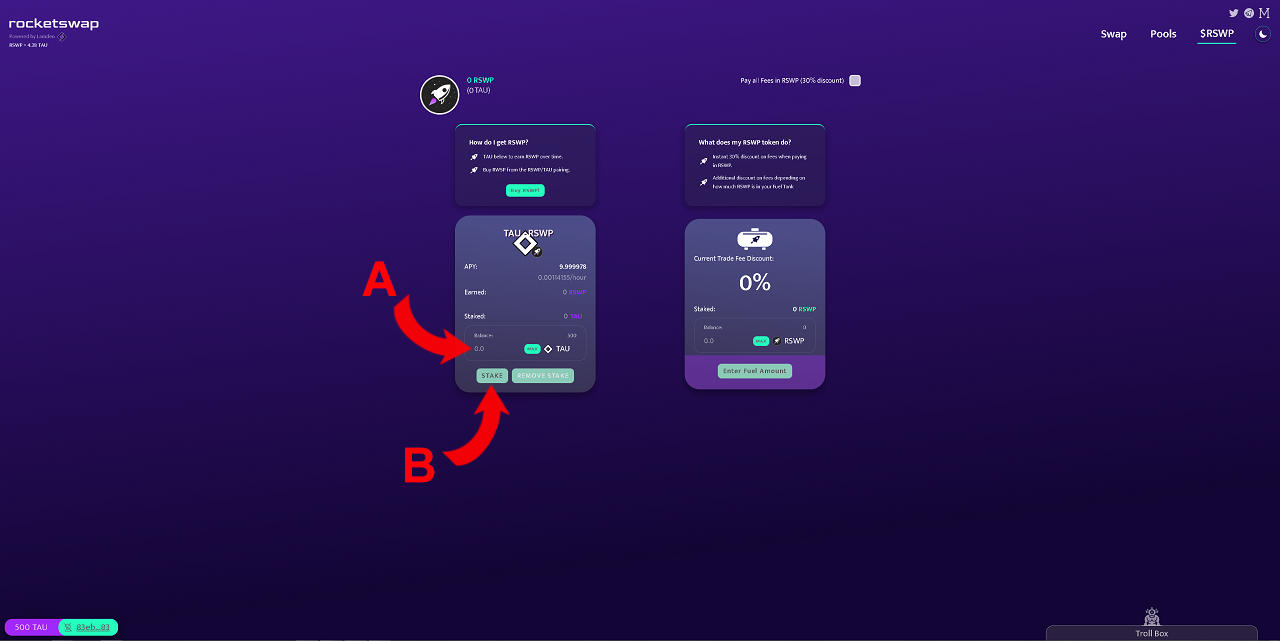 rocketswap
Powered by Lamden
RSWP = 4.39 TAU
Swap
Pools
$RSWP
0 RSWP
(0 TAU)
Pay all Fees in RSWP (30% discount)
How do I get RSWP?
TAU below to earn RSWP over time.
Buy RWSP from the RSWP/TAU pairing.
Buy RSWP!
What does my RSWP token do?
Instant 30% discount on fees when paying
in RSWP.
Additional discount on fees depending on
how much RSWP is in your Fuel Tank
TAU RSWP
APY: 9.999978
0.00114155/hour
Earned: 0 RSWP
Staked: 0 TAU
Balance: 500
0.0 MAX TAU
STAKE REMOVE STAKE
Current Trade Fee Discount:
0%
Staked: 0 RSWP
Balance: 0
0.0 MAX RSWP
Enter Fuel Amount
A
B
500 TAU 83eb...83
Troll Box